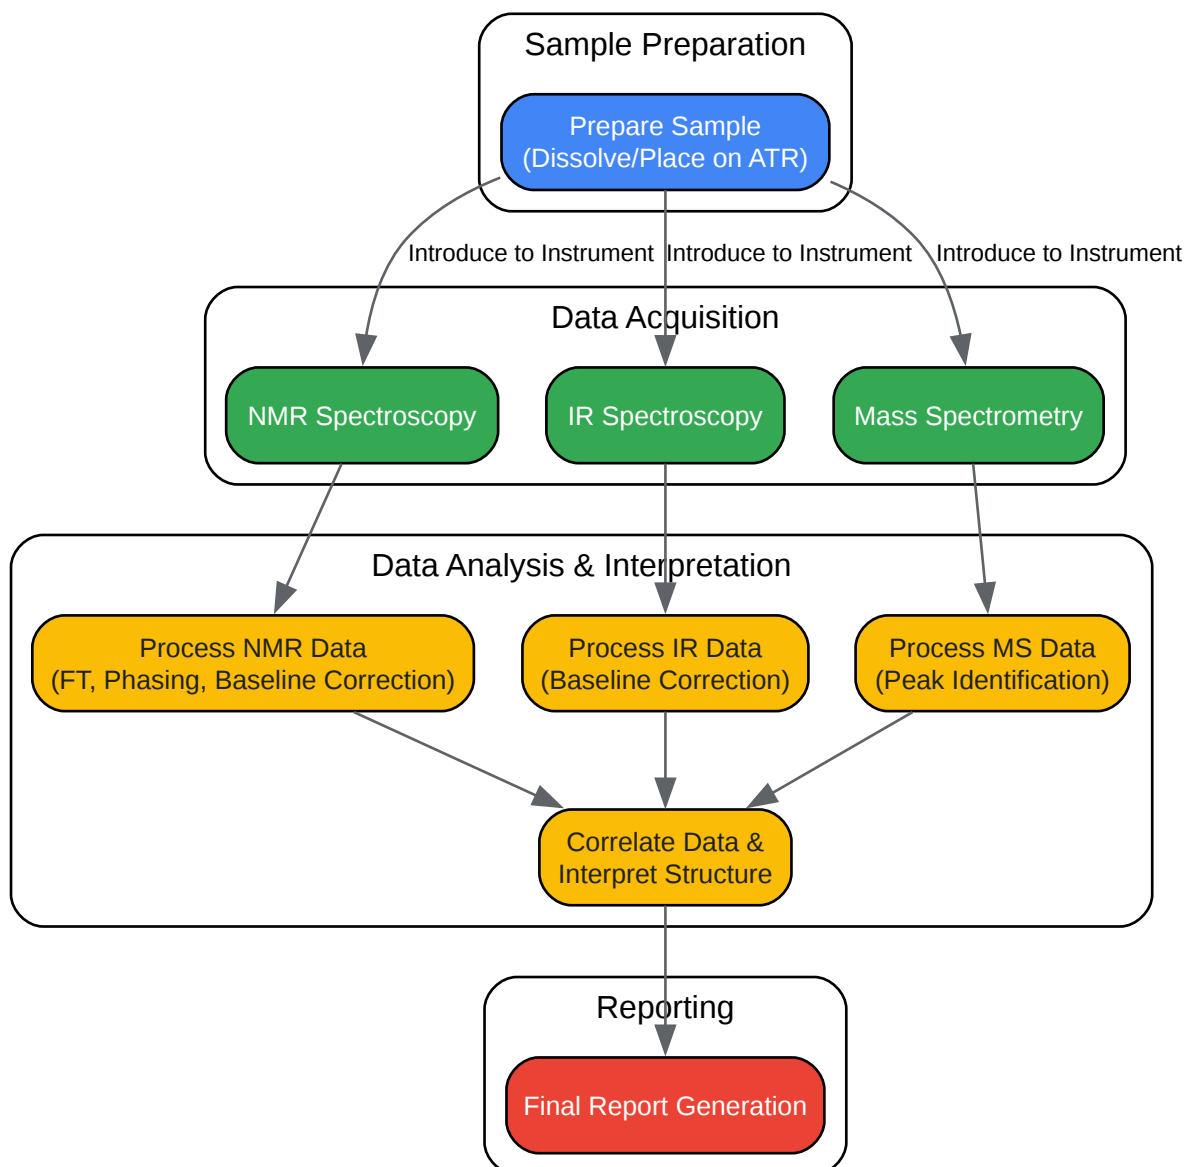 Sample Preparation
Prepare Sample
(Dissolve/Place on ATR)
Introduce to Instrument
Introduce to Instrument
Introduce to Instrument
Data Acquisition
NMR Spectroscopy
IR Spectroscopy
Mass Spectrometry
Data Analysis & Interpretation
Process NMR Data
(FT, Phasing, Baseline Correction)
Process IR Data
(Baseline Correction)
Process MS Data
(Peak Identification)
Correlate Data &
Interpret Structure
Reporting
Final Report Generation